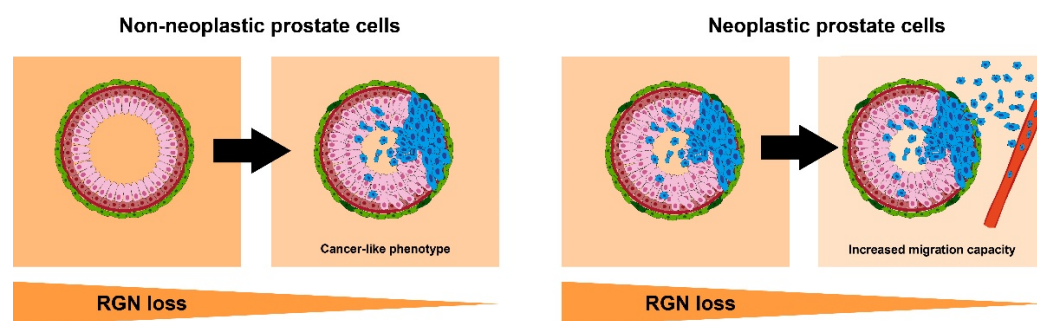 Non-neoplastic prostate cells
Neoplastic prostate cells
Cancer-like phenotype
Increased migration capacity
RGN loss
RGN loss